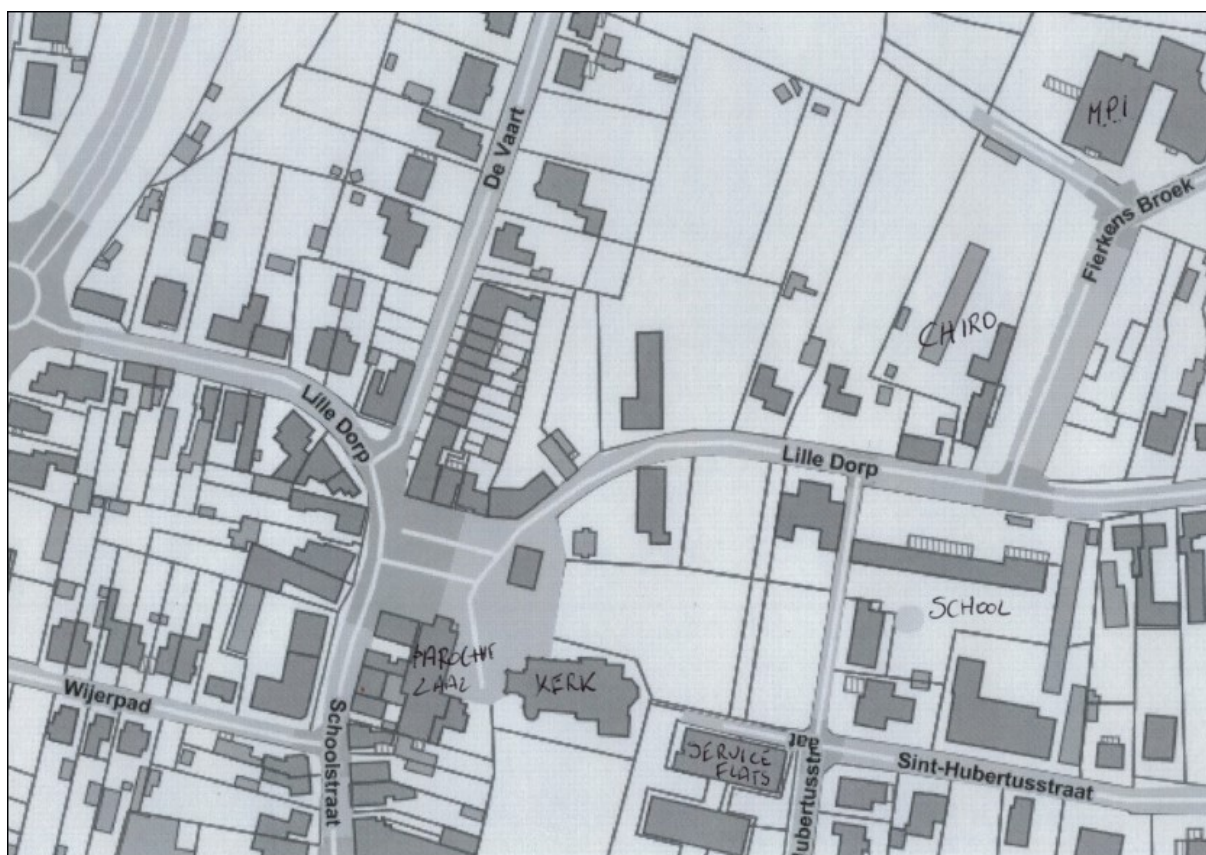 M.P.I
De Vaart
Fierkens Broek
CHIRO
Lille Dorp
Lille Dorp
SCHOOL
PAROCHIE
ZAAL
KERK
Wijerpad
Schoolstraat
SERVICE
FLATS
Sint-Hubertusstraat
Hubertusstraat